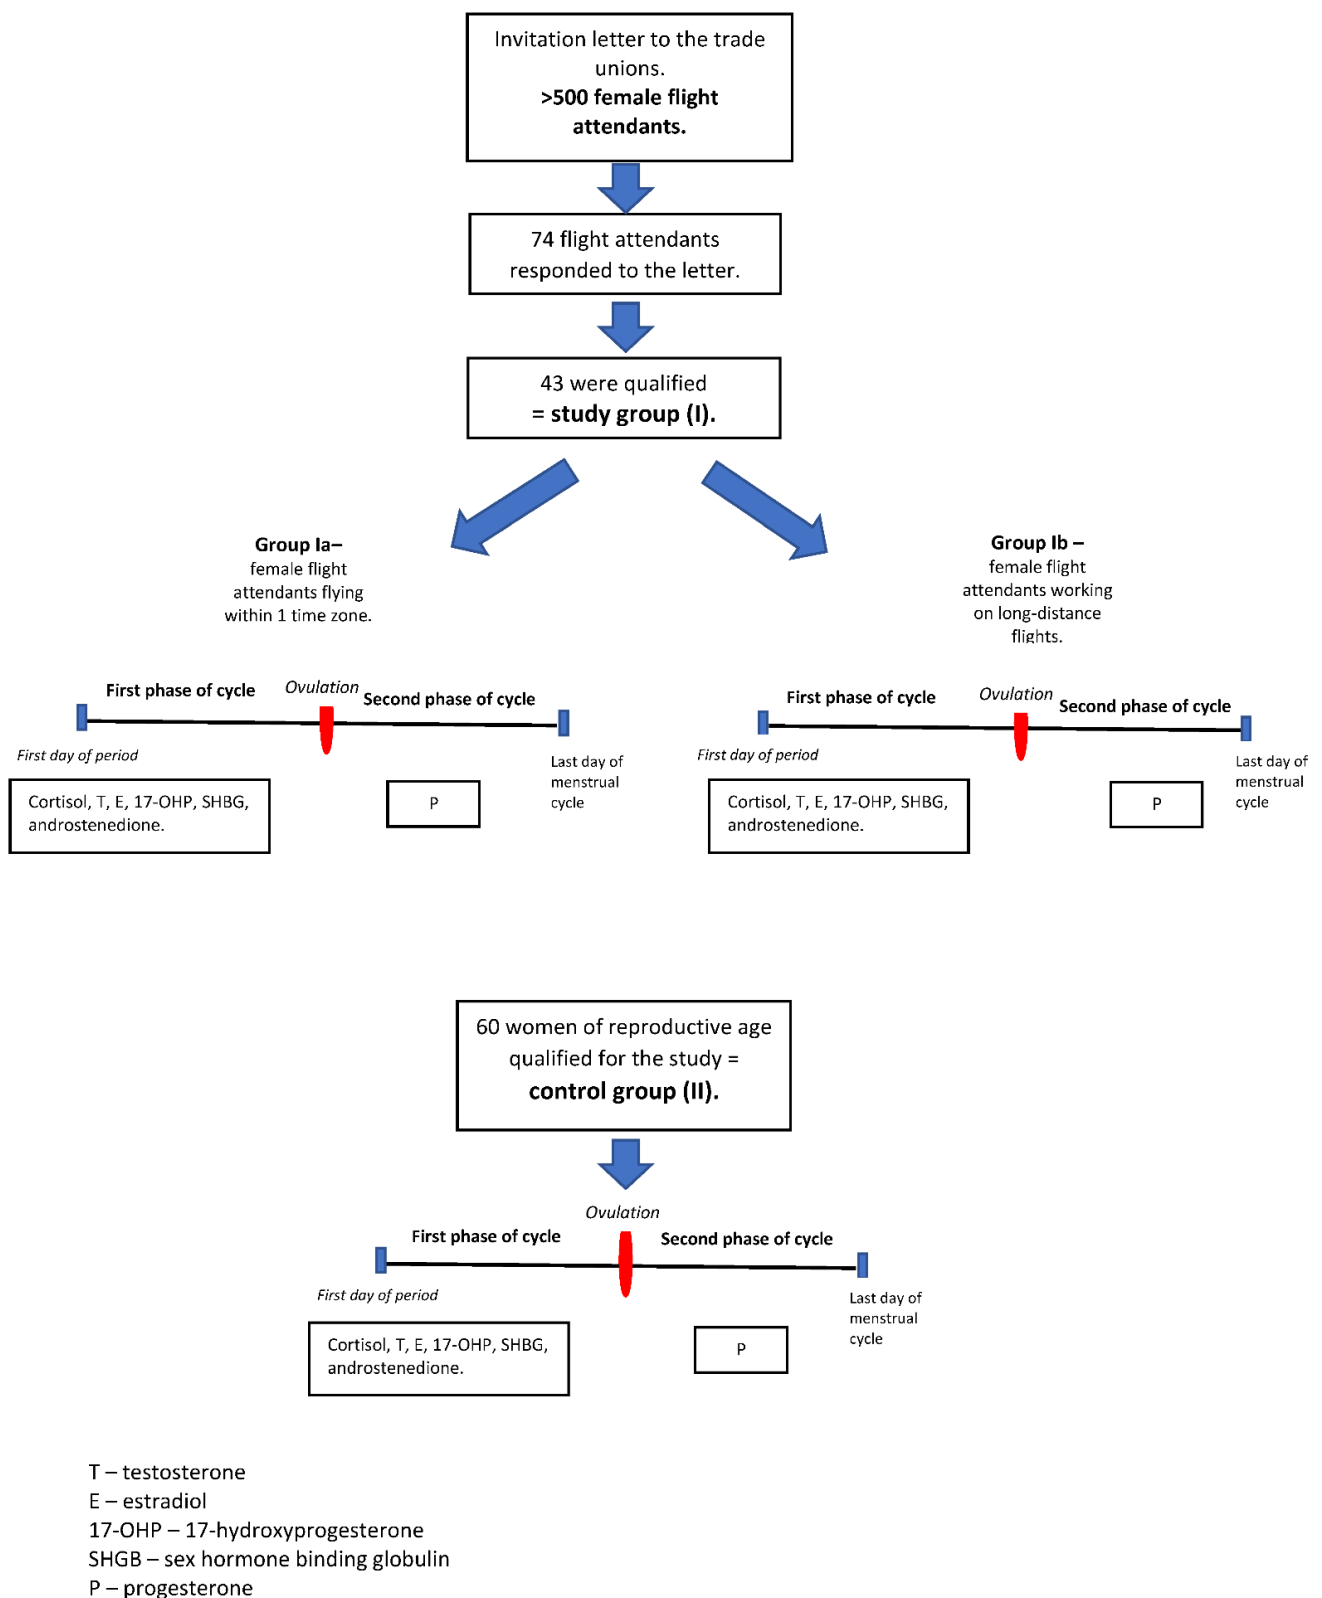 Invitation letter to the trade
unions.
>500 female flight
attendants.
74 flight attendants
responded to the letter.
43 were qualified
= study group (I).
Group Ia–
female flight
attendants flying
within 1 time zone.
Group Ib –
female flight
attendants working
on long-distance
flights.
First phase of cycle
Ovulation
Second phase of cycle
First day of period
Last day of
menstrual
cycle
Cortisol, T, E, 17-OHP, SHBG,
androstenedione.
P
First phase of cycle
Ovulation
Second phase of cycle
First day of period
Last day of
menstrual
cycle
Cortisol, T, E, 17-OHP, SHBG,
androstenedione.
P
60 women of reproductive age
qualified for the study =
control group (II).
Ovulation
First phase of cycle
Second phase of cycle
First day of period
Last day of
menstrual
cycle
Cortisol, T, E, 17-OHP, SHBG,
androstenedione.
P
T – testosterone
E – estradiol
17-OHP – 17-hydroxyprogesterone
SHGB – sex hormone binding globulin
P – progesterone